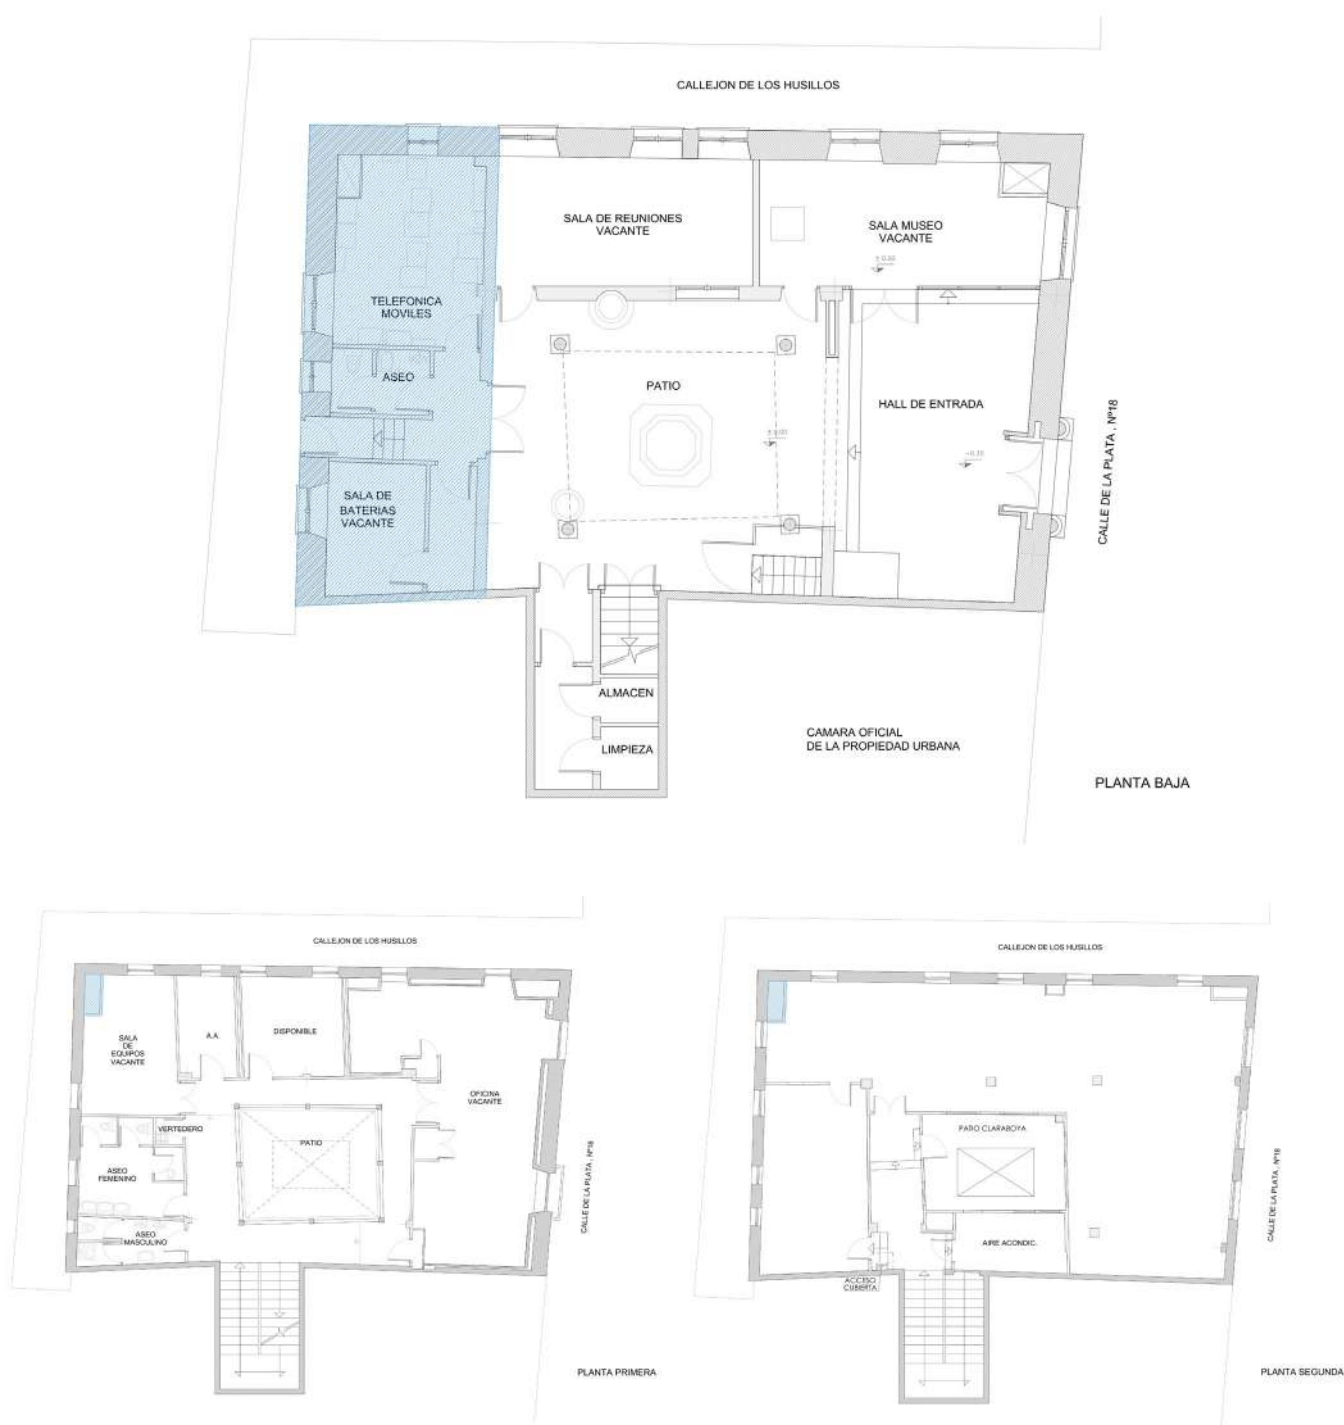 CALLEJON DE LOS HUSILLOS
SALA DE REUNIONES
VACANTE
SALA MUSEO
VACANTE
± 0.00
TELEFONICA
MOVILES
ASEO
PATIO
HALL DE ENTRADA
± 0.00
SALA DE
BATERIAS
VACANTE
CALLE DE LA PLATA , Nº18
ALMACEN
LIMPIEZA
CAMARA OFICIAL
DE LA PROPIEDAD URBANA
PLANTA BAJA
CALLEJON DE LOS HUSILLOS
SALA
DE
EQUIPOS
VACANTE
A.A.
DISPONIBLE
OFICINA
VACANTE
VERTEDERO
PATIO
ASEO
FEMENINO
ASEO
MASCULINO
CALLE DE LA PLATA , Nº18
PLANTA PRIMERA
CALLEJON DE LOS HUSILLOS
PATIO CLARABOYA
AIRE ACONDIC.
ACCESO
CUBIERTA
CALLE DE LA PLATA , Nº18
PLANTA SEGUNDA